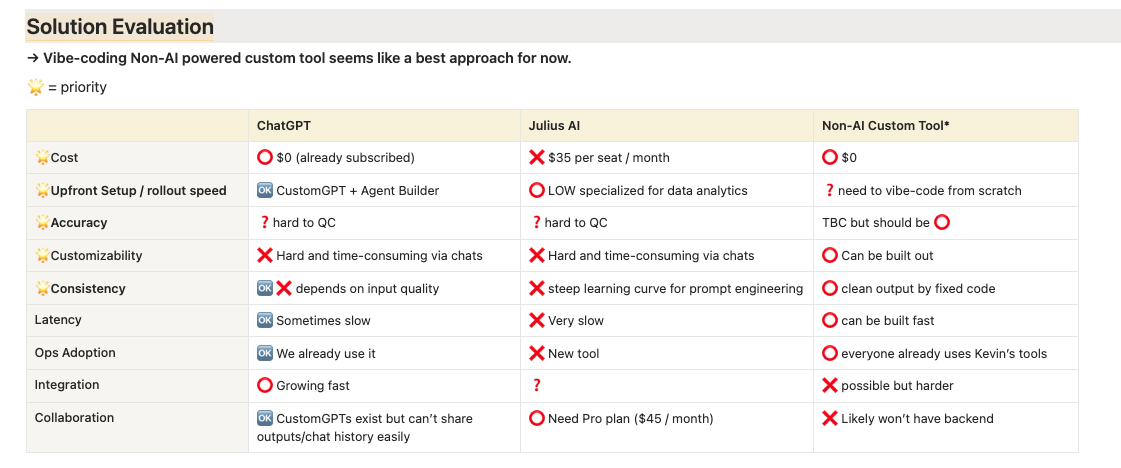 Solution Evaluation
→ Vibe-coding Non-AI powered custom tool seems like a best approach for now.
🌟 = priority
ChatGPT Julius AI Non-AI Custom Tool*
🌟Cost ⭕ $0 (already subscribed) ❌ $35 per seat / month ⭕ $0
🌟Upfront Setup / rollout speed 🆗 CustomGPT + Agent Builder ⭕ LOW specialized for data analytics ❓ need to vibe-code from scratch
🌟Accuracy ❓ hard to QC ❓ hard to QC TBC but should be ⭕
🌟Customizability ❌ Hard and time-consuming via chats ❌ Hard and time-consuming via chats ⭕ Can be built out
🌟Consistency 🆗 ❌ depends on input quality ❌ steep learning curve for prompt engineering ⭕ clean output by fixed code
Latency 🆗 Sometimes slow ❌ Very slow ⭕ can be built fast
Ops Adoption 🆗 We already use it ❌ New tool ⭕ everyone already uses Kevin's tools
Integration ⭕ Growing fast ❓ ❌ possible but harder
Collaboration 🆗 CustomGPTs exist but can't share ⭕ Need Pro plan ($45 / month) ❌ Likely won't have backend
outputs/chat history easily